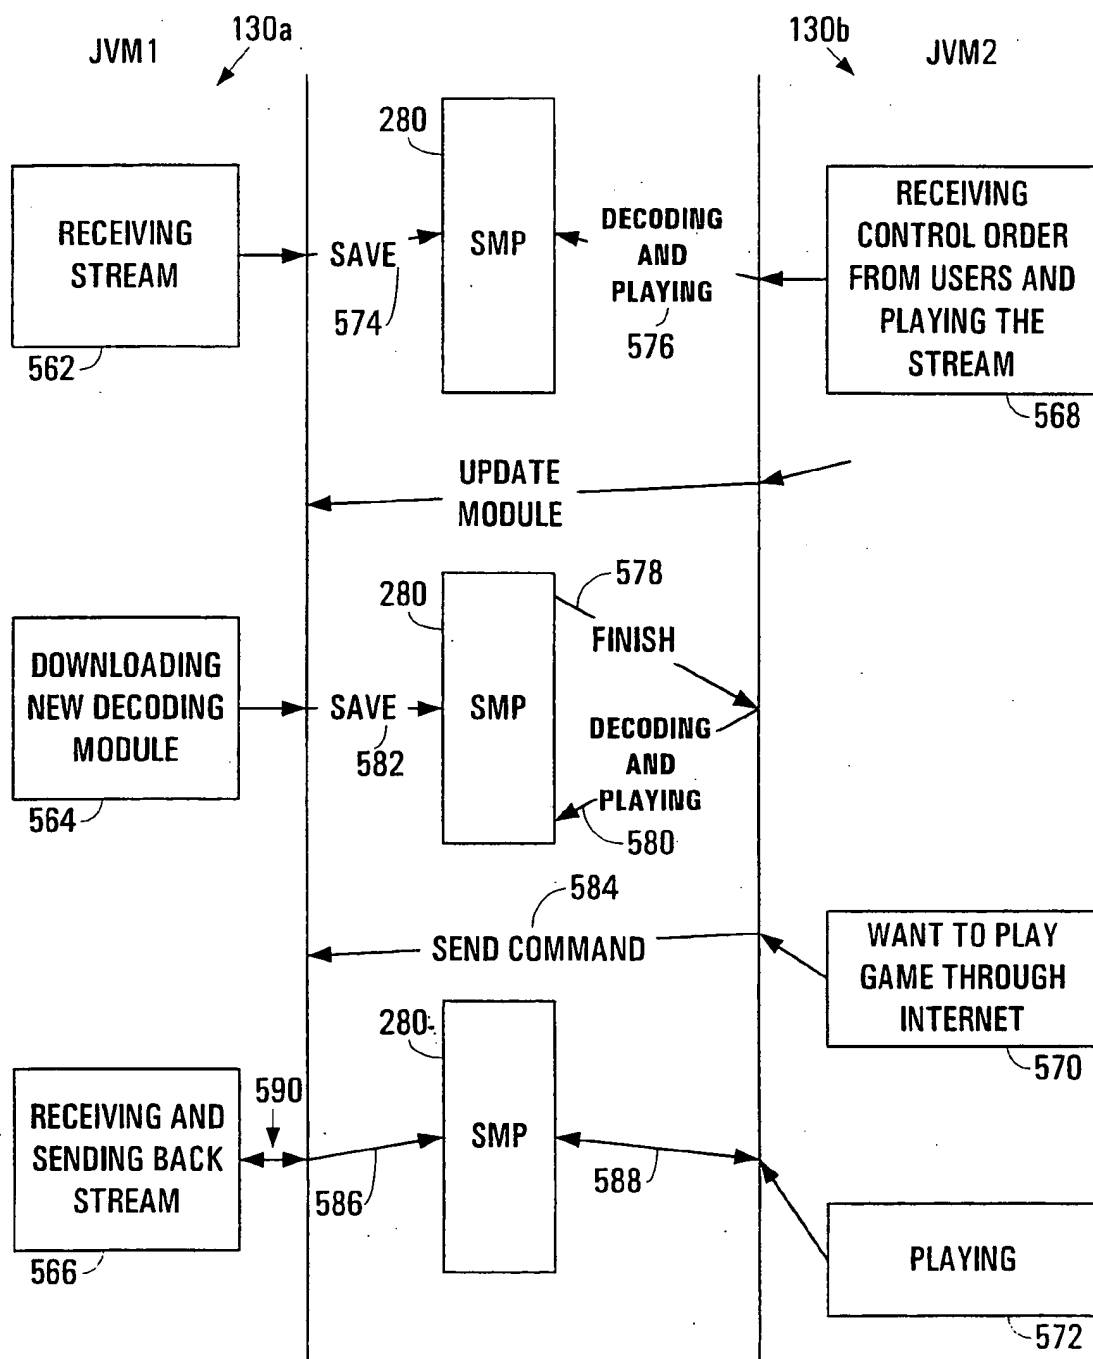 130a
130b
JVM1
JVM2
280
RECEIVING
STREAM
562
SAVE
574
SMP
DECODING
AND
PLAYING
576
RECEIVING
CONTROL ORDER
FROM USERS AND
PLAYING THE
STREAM
568
UPDATE
MODULE
280
578
FINISH
DOWNLOADING
NEW DECODING
MODULE
564
SAVE
582
SMP
DECODING
AND
PLAYING
580
584
SEND COMMAND
WANT TO PLAY
GAME THROUGH
INTERNET
570
280
590
RECEIVING AND
SENDING BACK
STREAM
566
586
SMP
588
PLAYING
572